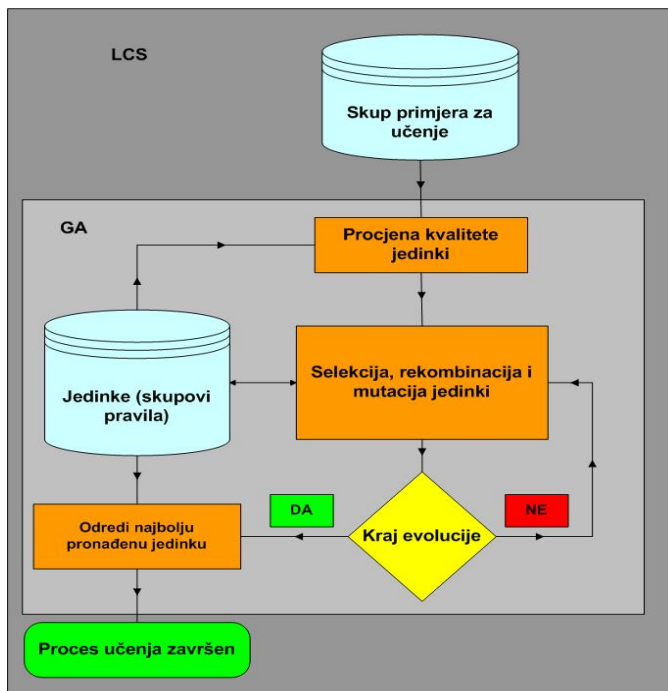 LCS
Skup primjera za
učenje
GA
Procjena kvalitete
jedinki
Jedinke (skupovi
pravila)
Selekcija, rekombinacija i
mutacija jedinki
Odredi najbolju
pronađenu jedinku
DA
Kraj evolucije
NE
Proces učenja završen